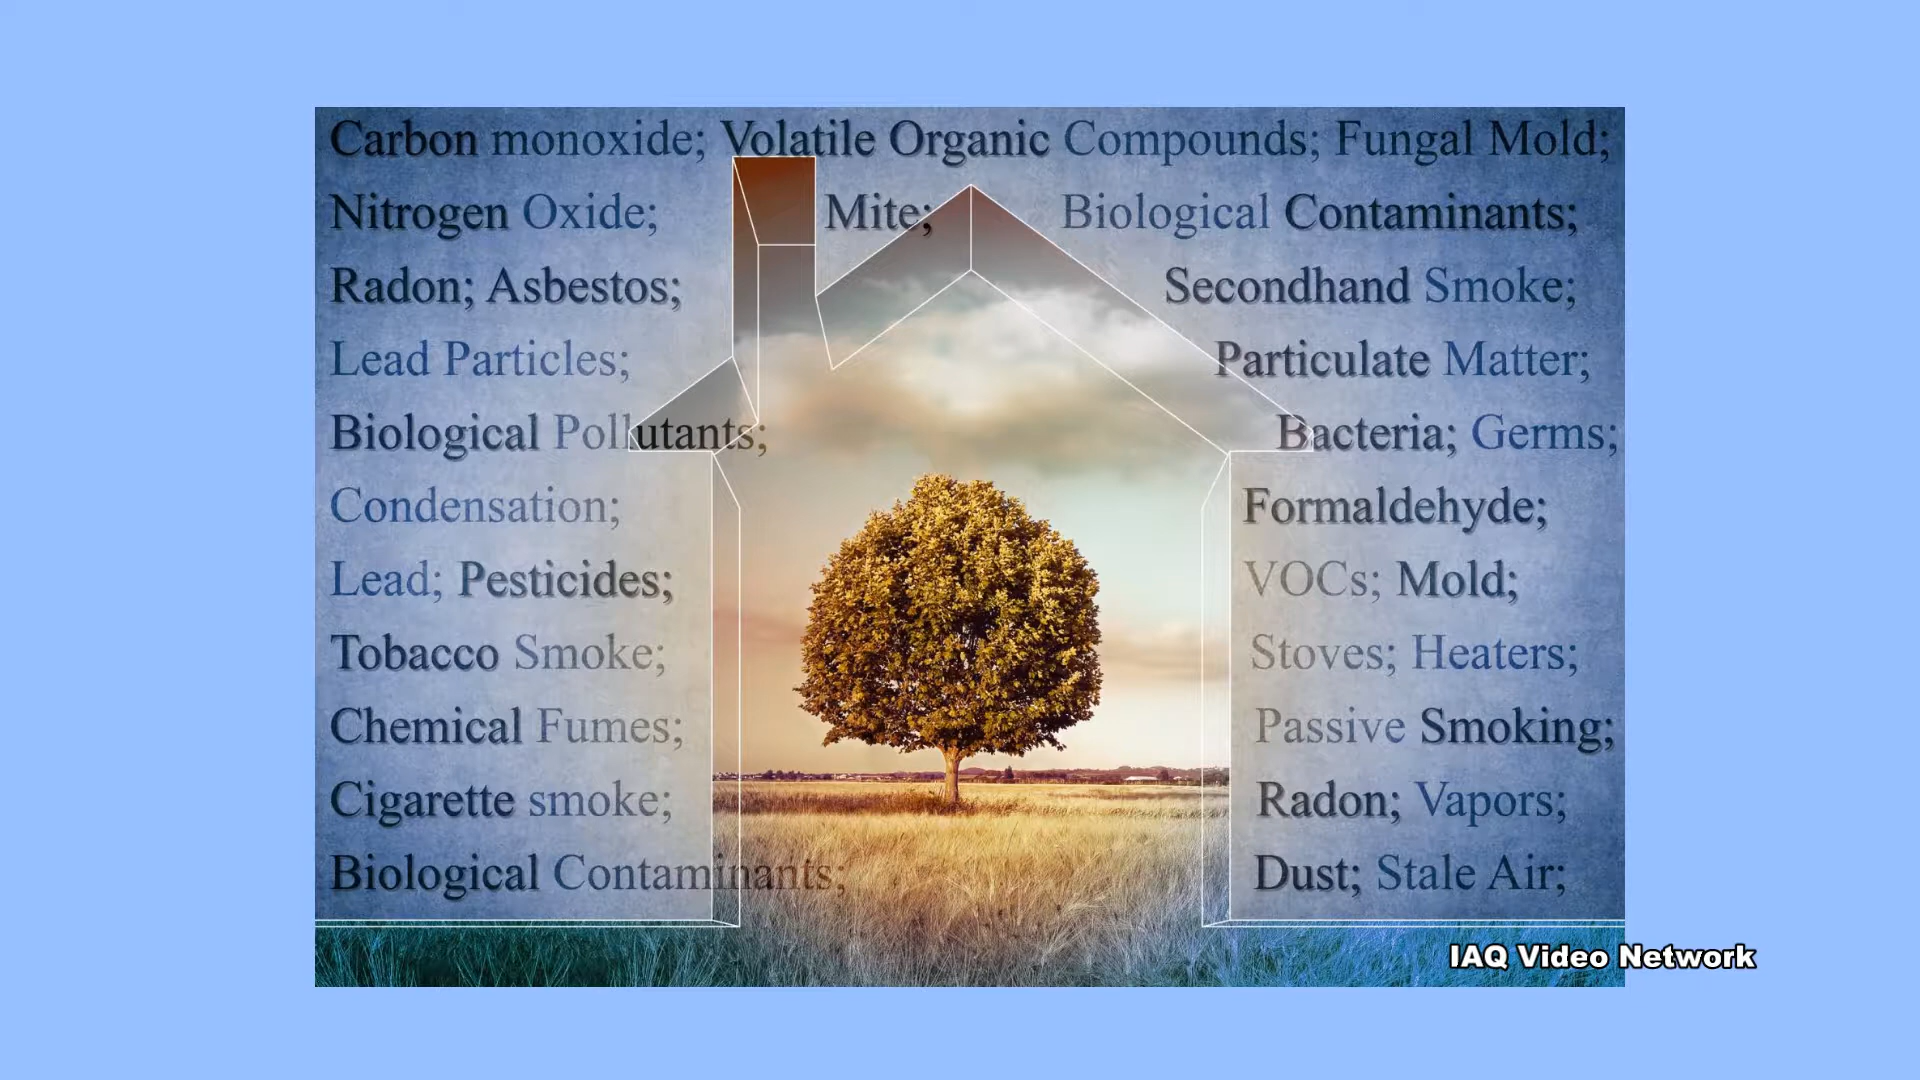 Carbon monoxide; Volatile Organic Compounds; Fungal Mold;
Nitrogen Oxide; Mite; Biological Contaminants;
Radon; Asbestos; Secondhand Smoke;
Lead Particles; Particulate Matter;
Biological Pollutants; Bacteria; Germs;
Condensation; Formaldehyde;
Lead; Pesticides; VOCs; Mold;
Tobacco Smoke; Stoves; Heaters;
Chemical Fumes; Passive Smoking;
Cigarette smoke; Radon; Vapors;
Biological Contaminants; Dust; Stale Air;
IAQ Video Network